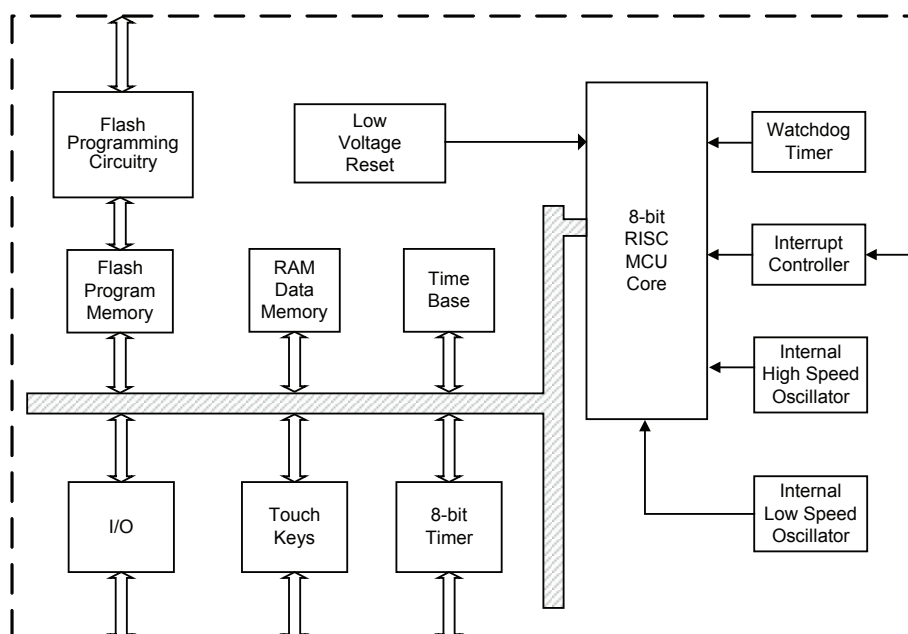 Flash
Programming
Circuitry
Low
Voltage
Reset
8-bit
RISC
MCU
Core
Watchdog
Timer
Flash
Program
Memory
RAM
Data
Memory
Time
Base
Interrupt
Controller
Internal
High Speed
Oscillator
I/O
Touch
Keys
8-bit
Timer
Internal
Low Speed
Oscillator